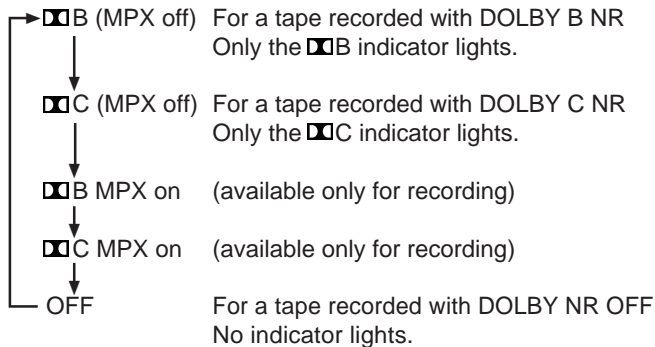 B (MPX off) For a tape recorded with DOLBY B NR
Only the B indicator lights.
C (MPX off) For a tape recorded with DOLBY C NR
Only the C indicator lights.
B MPX on (available only for recording)
C MPX on (available only for recording)
OFF For a tape recorded with DOLBY NR OFF
No indicator lights.